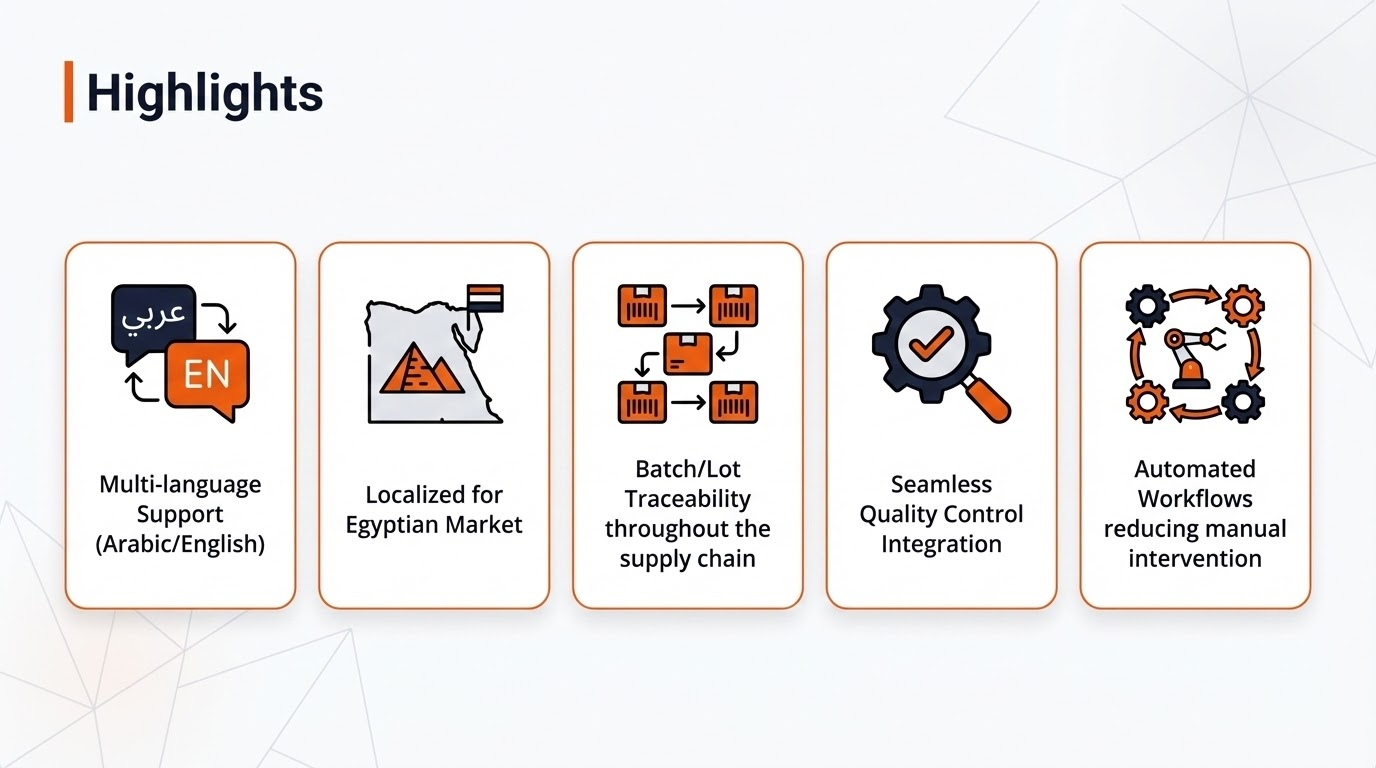 Highlights
عربي
EN
Multi-language
Support
(Arabic/English)
Localized for
Egyptian Market
Batch/Lot
Traceability
throughout the
supply chain
Seamless
Quality Control
Integration
Automated
Workflows
reducing manual
intervention